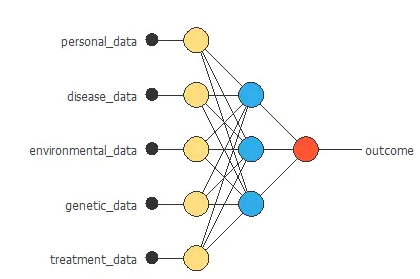 personal_data
disease_data
environmental_data
outcome
genetic_data
treatment_data